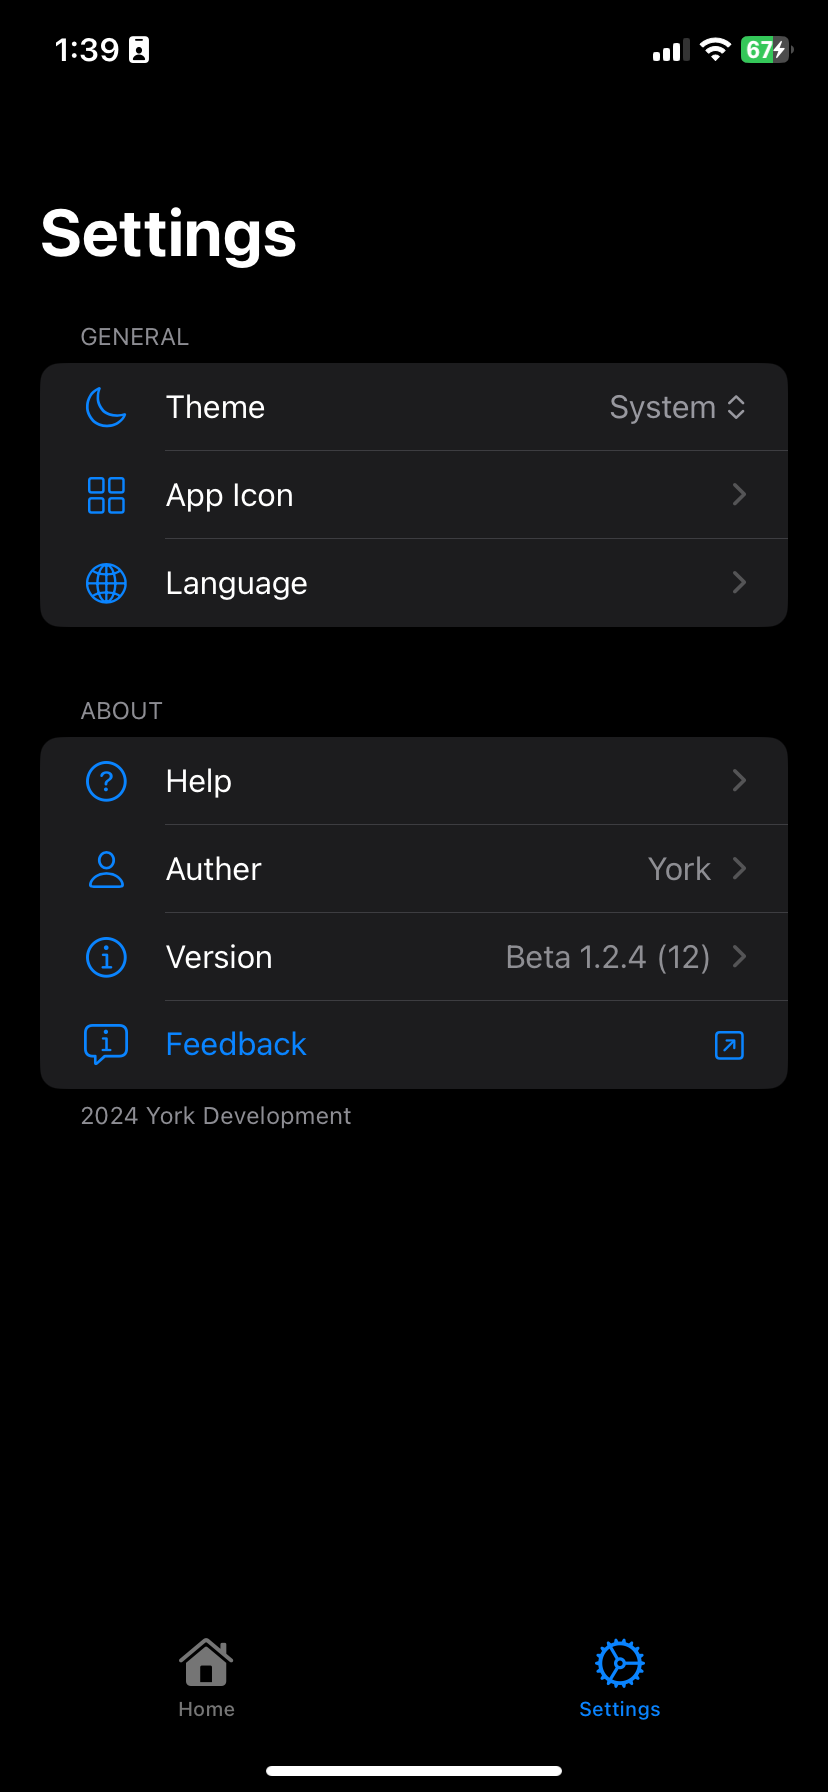 1:39
67
Settings
GENERAL
Theme System
App Icon
Language
ABOUT
Help
Auther York
Version Beta 1.2.4 (12)
Feedback
2024 York Development
Home Settings